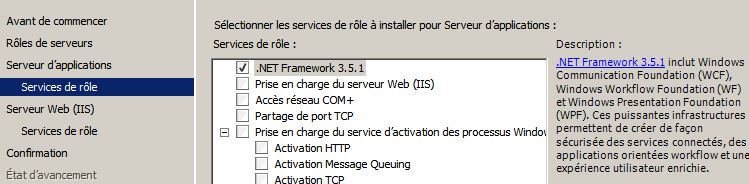 Avant de commencer
Rôles de serveurs
Serveur d'applications
Services de rôle
Serveur Web (IIS)
Services de rôle
Confirmation
État d'avancement
Sélectionner les services de rôle à installer pour Serveur d'applications :
Services de rôle :
.NET Framework 3.5.1
Prise en charge du serveur Web (IIS)
Accès réseau COM+
Partage de port TCP
Prise en charge du service d'activation des processus Window
Activation HTTP
Activation Message Queuing
Activation TCP
Description :
.NET Framework 3.5.1 inclut Windows
Communication Foundation (WCF),
Windows Workflow Foundation (WF)
et Windows Presentation Foundation
(WPF). Ces puissantes infrastructures
permettent de créer de façon
sécurisée des services connectés, des
applications orientées workflow et une
expérience utilisateur enrichie.